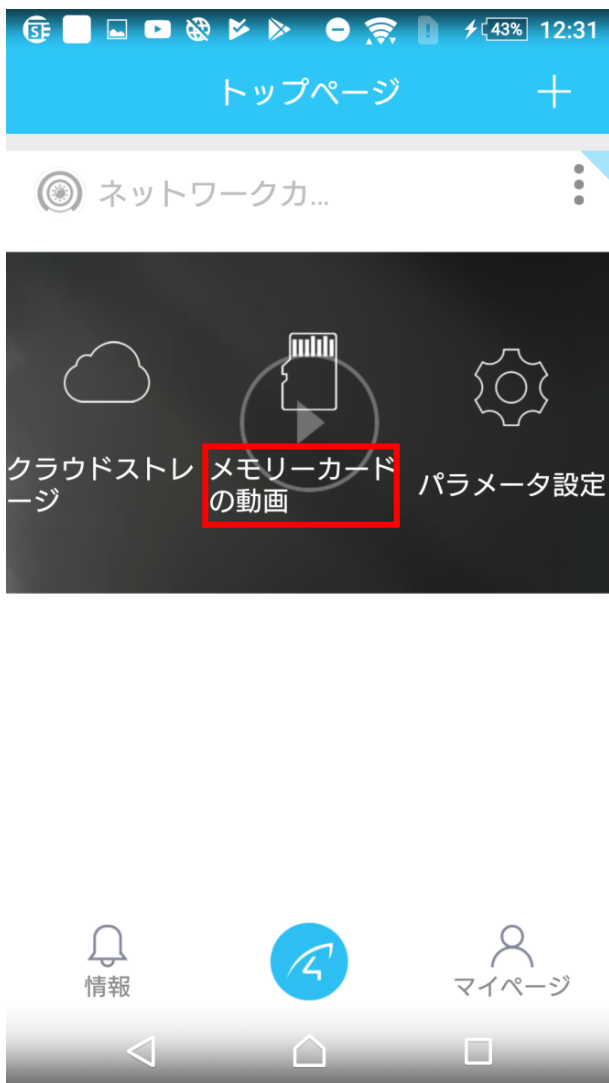 43% 12:31
トップページ
ネットワークカ...
クラウドストレ
ージ
メモリーカード
の動画
パラメータ設定
情報
マイページ